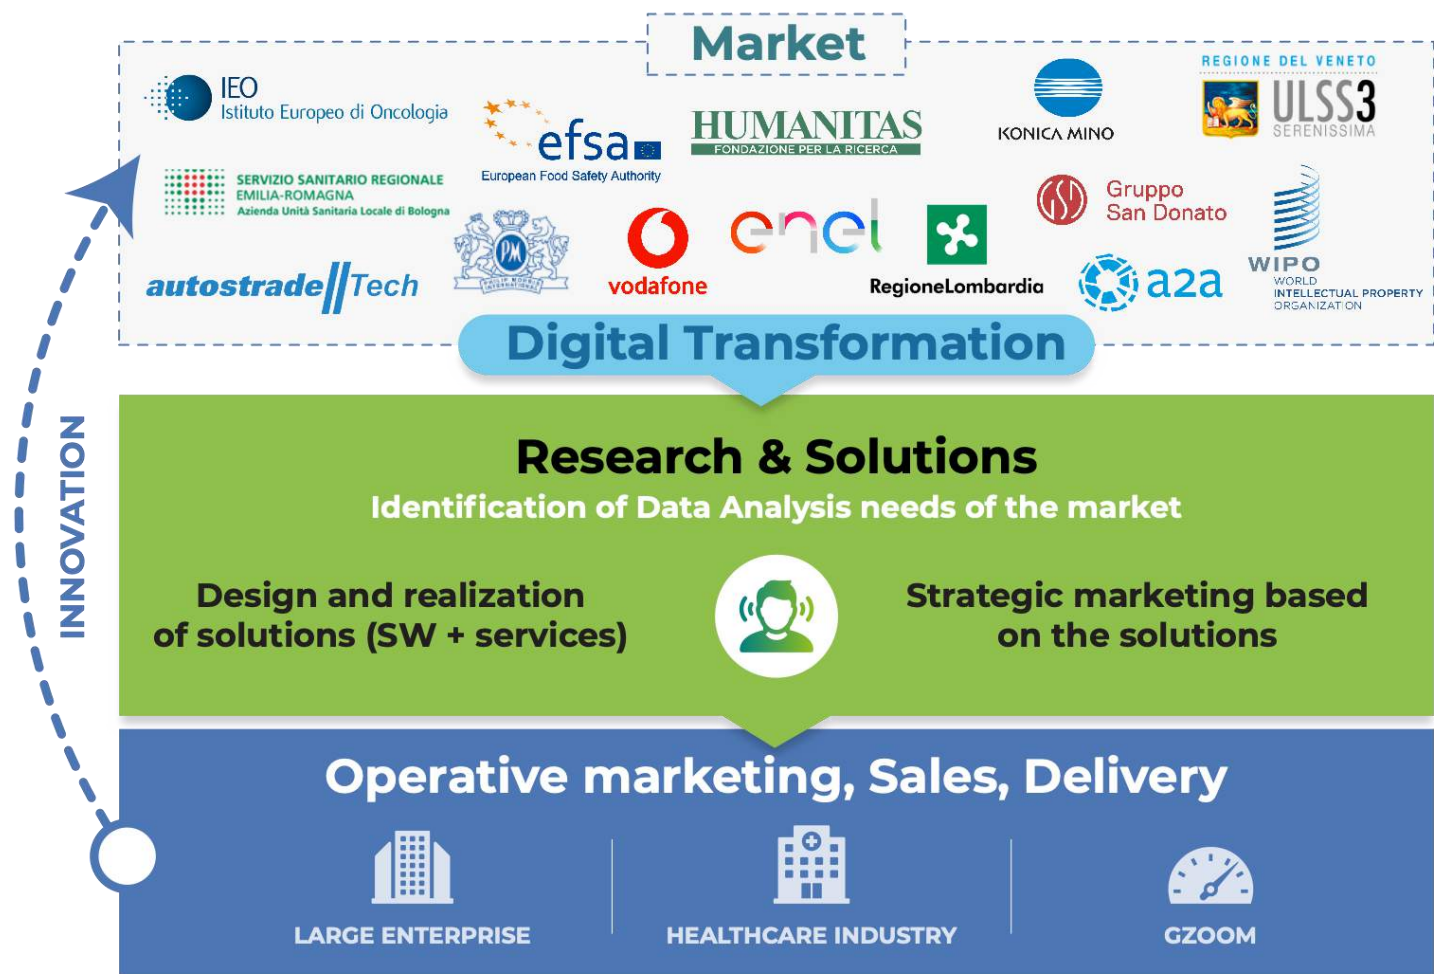 Market
IEO
Istituto Europeo di Oncologia
efsa
European Food Safety Authority
HUMANITAS
FONDAZIONE PER LA RICERCA
KONICA MINO
REGIONE DEL VENETO
ULSS3
SERENISSIMA
SERVIZIO SANITARIO REGIONALE
EMILIA-ROMAGNA
Azienda Unità Sanitaria Locale di Bologna
Gruppo
San Donato
autostrade//Tech
PM
vodafone
enel
RegioneLombardia
a2a
WIPO
WORLD
INTELLECTUAL PROPERTY
ORGANIZATION
Digital Transformation
INNOVATION
Research & Solutions
Identification of Data Analysis needs of the market
Design and realization
of solutions (SW + services)
Strategic marketing based
on the solutions
Operative marketing, Sales, Delivery
LARGE ENTERPRISE
HEALTHCARE INDUSTRY
GZOOM